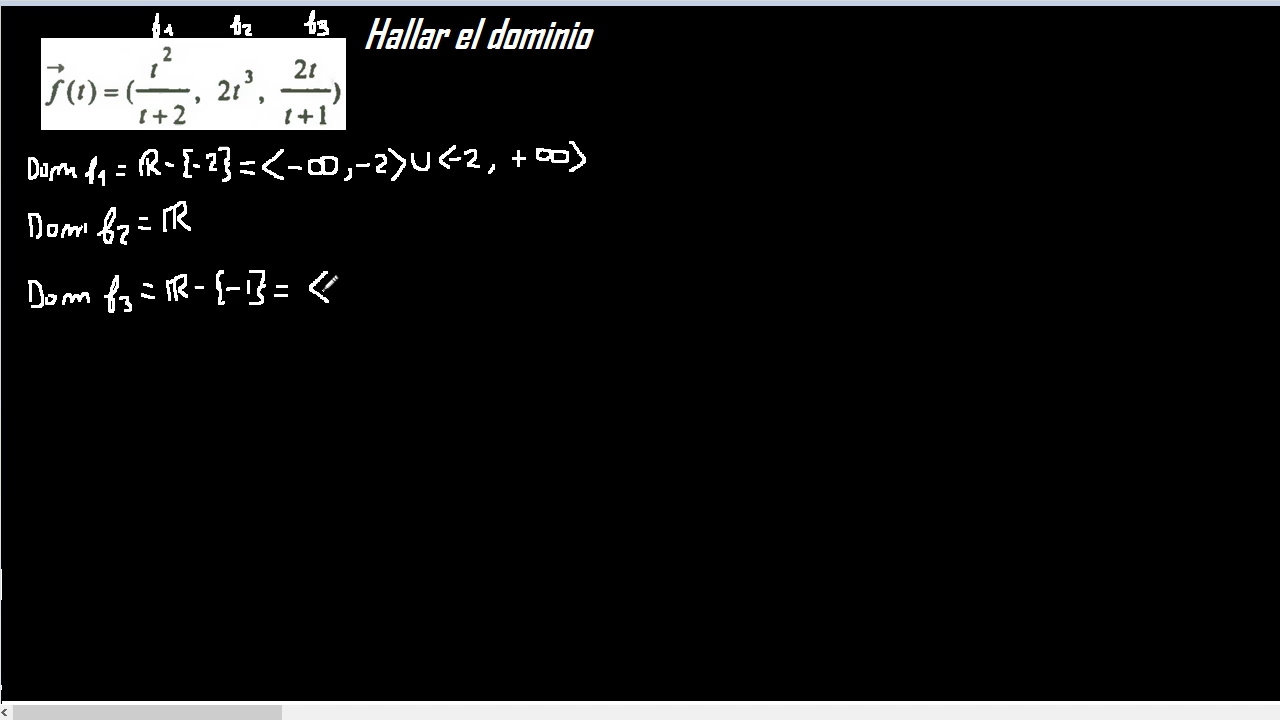 f₁ f₂ f₃ Hallar el dominio
f⃗(t) = (t²/(t+2), 2t³, 2t/(t+1))
Dom f₁ = ℝ - {-2} = <-∞, -2> ∪ <-2, +∞>
Dom f₂ = ℝ
Dom f₃ = ℝ - {-1} = <